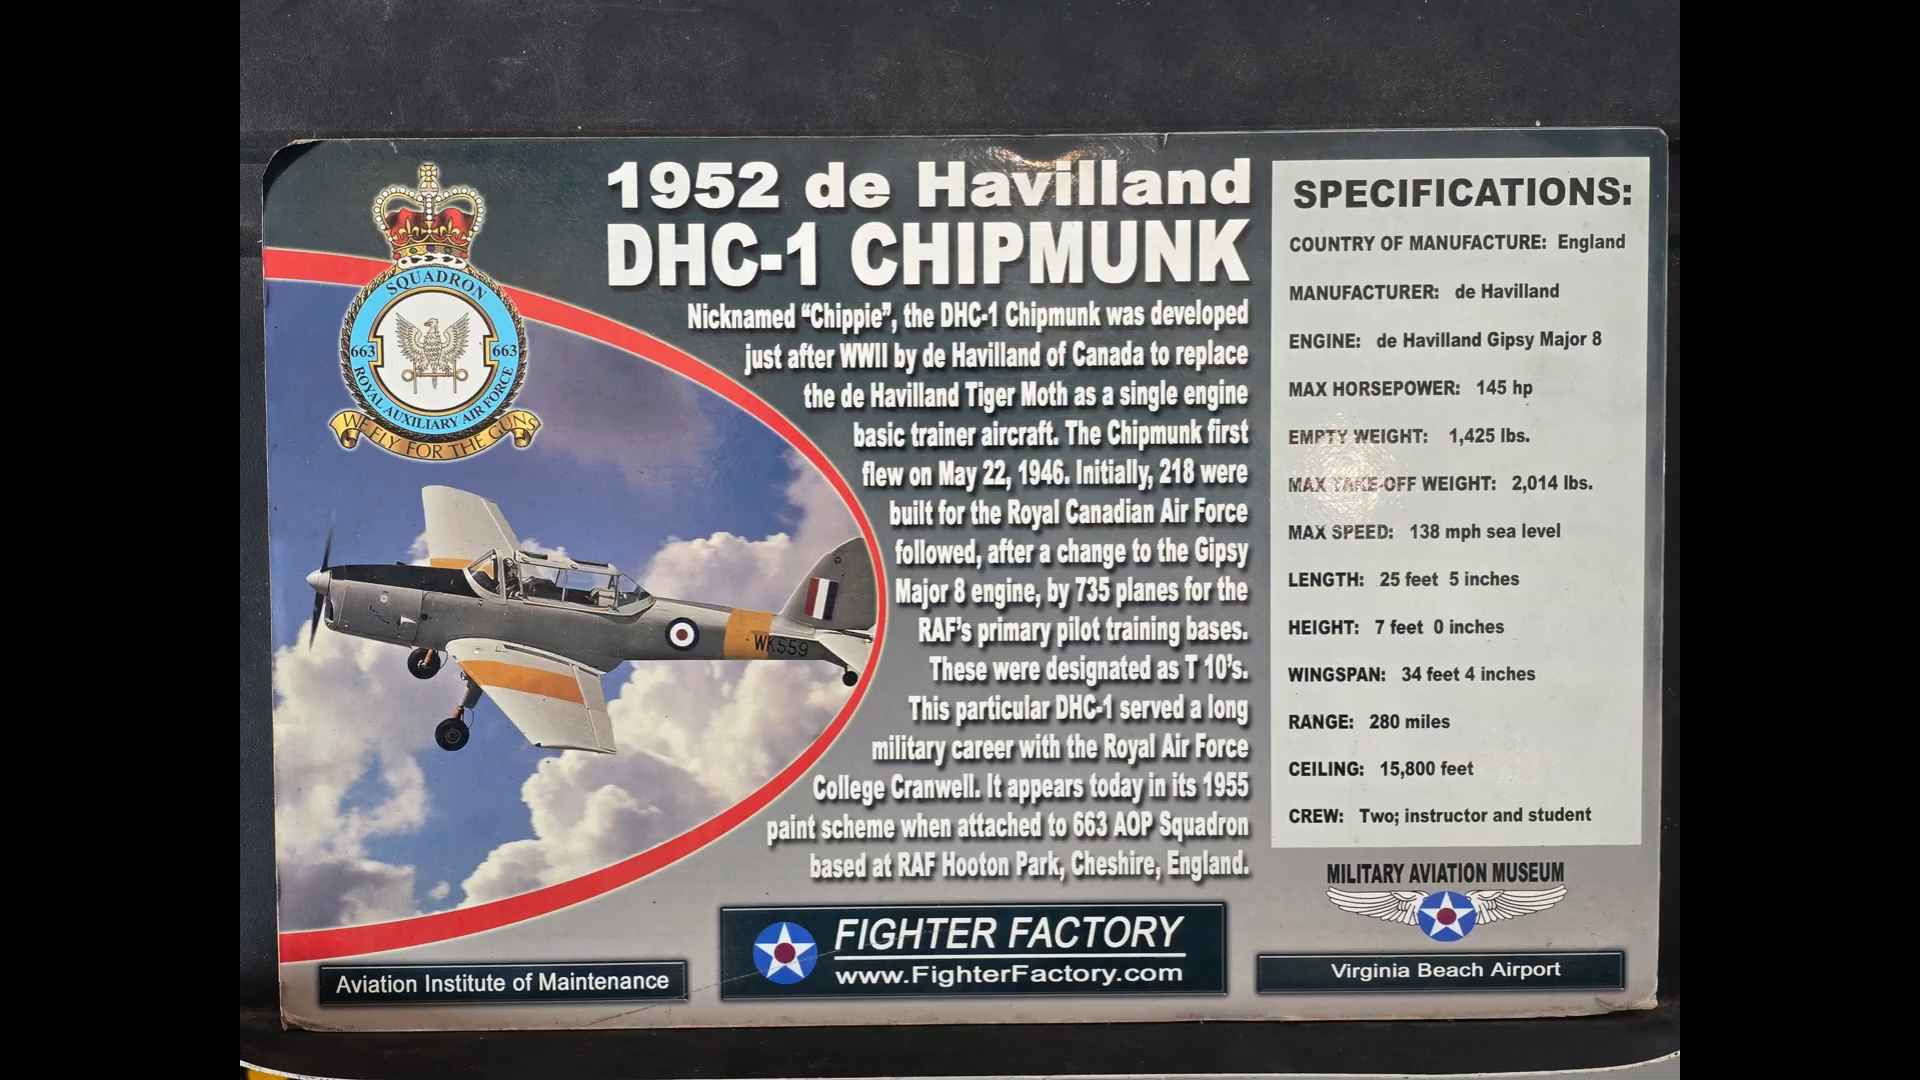 1952 de Havilland
DHC-1 CHIPMUNK
Nicknamed “Chippie”, the DHC-1 Chipmunk was developed
just after WWII by de Havilland of Canada to replace
the de Havilland Tiger Moth as a single engine
basic trainer aircraft. The Chipmunk first
flew on May 22, 1946. Initially, 218 were
built for the Royal Canadian Air Force
followed, after a change to the Gipsy
Major 8 engine, by 735 planes for the
RAF’s primary pilot training bases.
These were designated as T 10’s.
This particular DHC-1 served a long
military career with the Royal Air Force
College Cranwell. It appears today in its 1955
paint scheme when attached to 663 AOP Squadron
based at RAF Hooton Park, Cheshire, England.
SQUADRON
663 663
ROYAL AUXILIARY AIR FORCE
WE FLY FOR THE GUNS
WK559
SPECIFICATIONS:
COUNTRY OF MANUFACTURE: England
MANUFACTURER: de Havilland
ENGINE: de Havilland Gipsy Major 8
MAX HORSEPOWER: 145 hp
EMPTY WEIGHT: 1,425 lbs.
MAX TAKE-OFF WEIGHT: 2,014 lbs.
MAX SPEED: 138 mph sea level
LENGTH: 25 feet 5 inches
HEIGHT: 7 feet 0 inches
WINGSPAN: 34 feet 4 inches
RANGE: 280 miles
CEILING: 15,800 feet
CREW: Two; instructor and student
MILITARY AVIATION MUSEUM
Virginia Beach Airport
FIGHTER FACTORY
www.FighterFactory.com
Aviation Institute of Maintenance